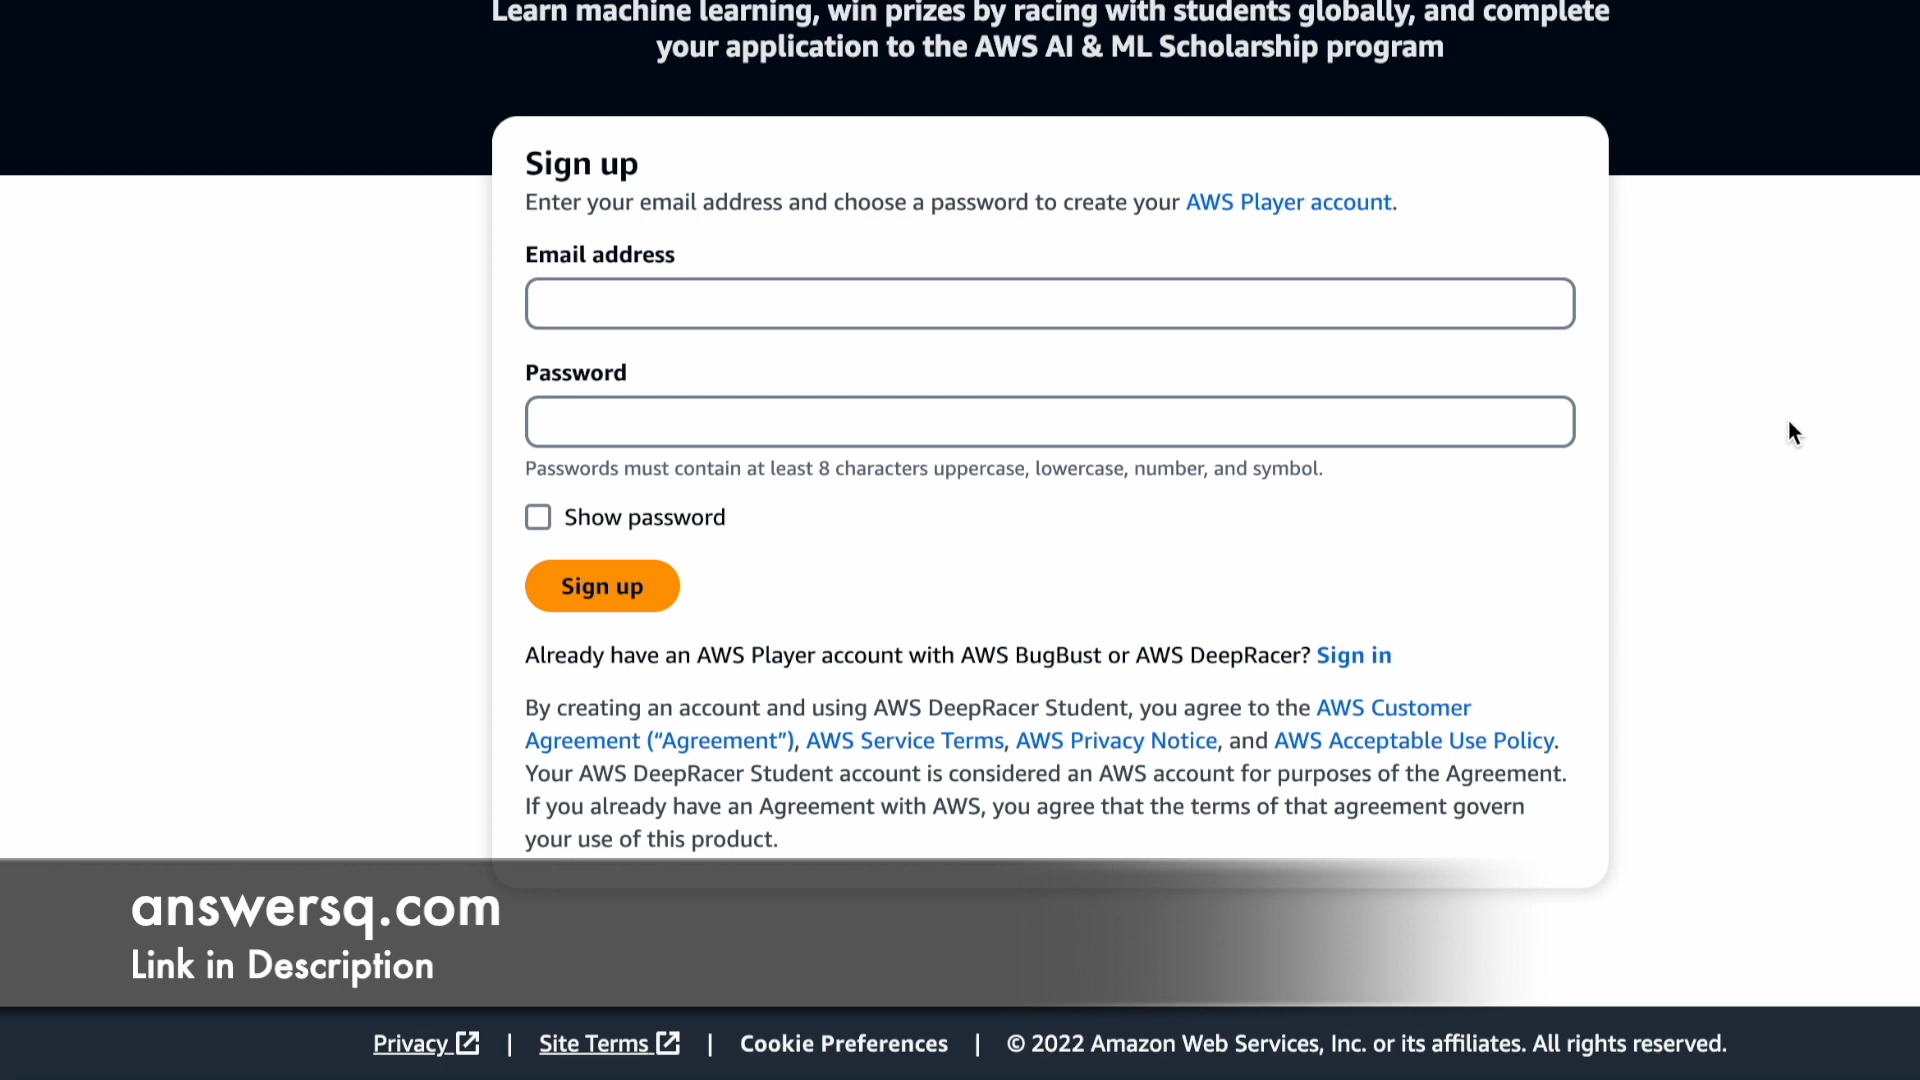 Learn machine learning, win prizes by racing with students globally, and complete
your application to the AWS AI & ML Scholarship program
Sign up
Enter your email address and choose a password to create your AWS Player account.
Email address
Password
Passwords must contain at least 8 characters uppercase, lowercase, number, and symbol.
Show password
Sign up
Already have an AWS Player account with AWS BugBust or AWS DeepRacer? Sign in
By creating an account and using AWS DeepRacer Student, you agree to the AWS Customer
Agreement (“Agreement”), AWS Service Terms, AWS Privacy Notice, and AWS Acceptable Use Policy.
Your AWS DeepRacer Student account is considered an AWS account for purposes of the Agreement.
If you already have an Agreement with AWS, you agree that the terms of that agreement govern
your use of this product.
answersq.com
Link in Description
Privacy | Site Terms | Cookie Preferences | © 2022 Amazon Web Services, Inc. or its affiliates. All rights reserved.